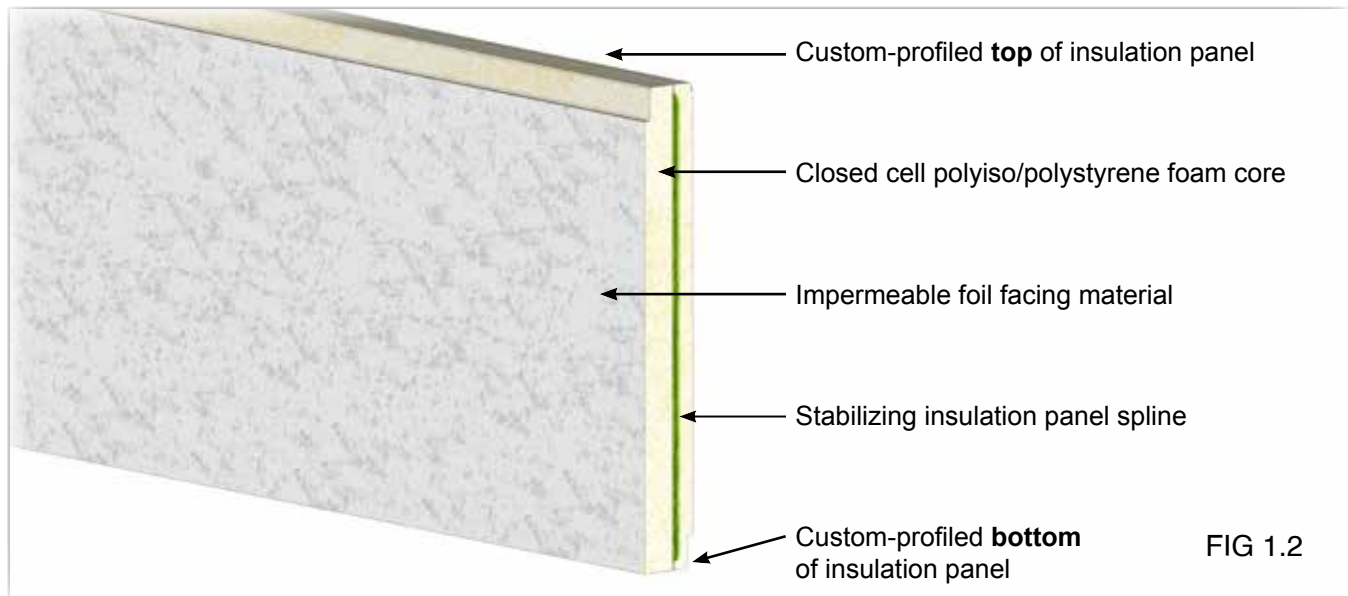 Custom-profiled top of insulation panel
Closed cell polyiso/polystyrene foam core
Impermeable foil facing material
Stabilizing insulation panel spline
Custom-profiled bottom
of insulation panel
FIG 1.2